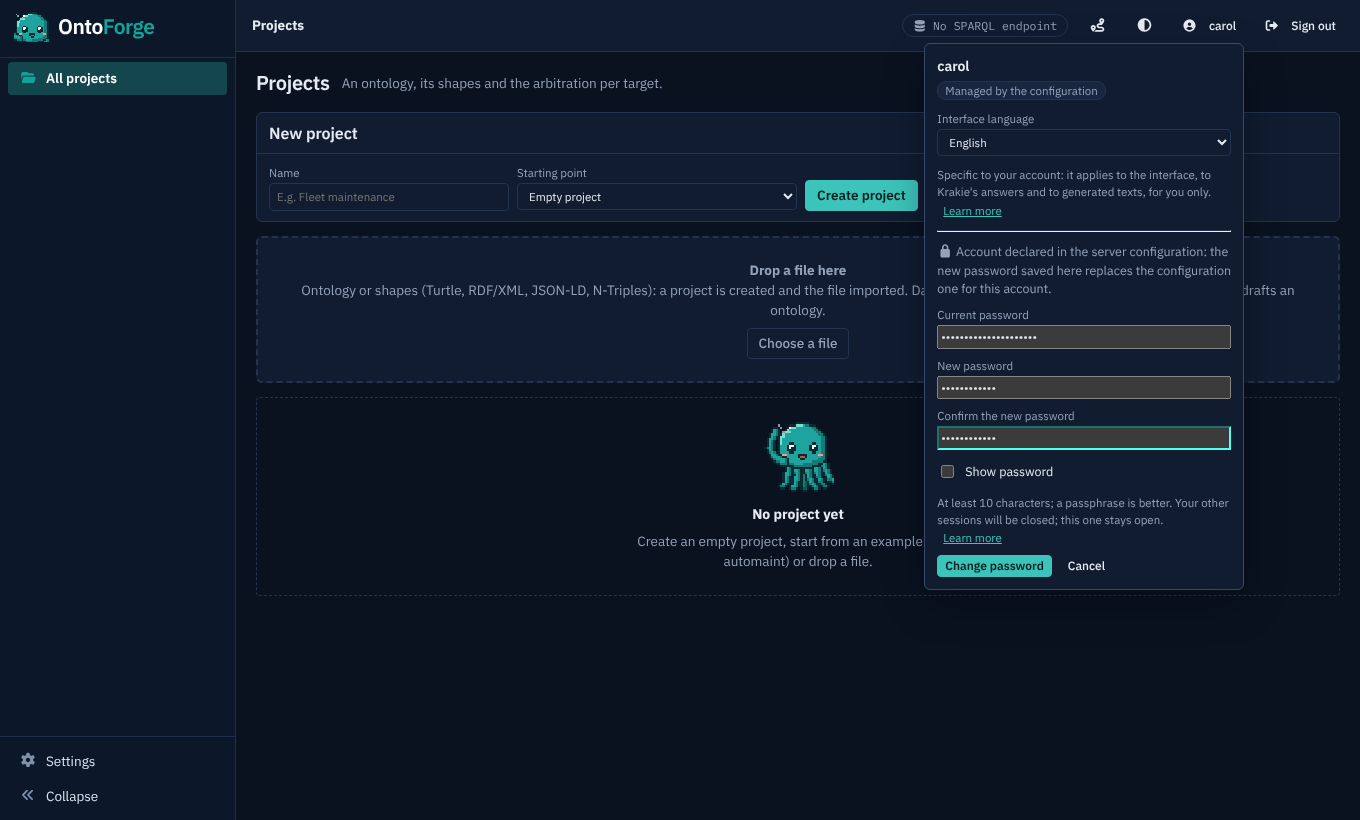 OntoForge
All projects
Settings
Collapse
Projects
No SPARQL endpoint
carol
Sign out
Projects
An ontology, its shapes and the arbitration per target.
New project
Name
E.g. Fleet maintenance
Starting point
Empty project
Create project
Drop a file here
Ontology or shapes (Turtle, RDF/XML, JSON-LD, N-Triples): a project is created and the file imported.
drafts an
ontology.
Choose a file
No project yet
Create an empty project, start from an example
automaint) or drop a file.
carol
Managed by the configuration
Interface language
English
Specific to your account: it applies to the interface, to
Krakie's answers and to generated texts, for you only.
Learn more
Account declared in the server configuration: the
new password saved here replaces the configuration
one for this account.
Current password
•••••••••••••••••••••
New password
••••••••••••
Confirm the new password
••••••••••••
Show password
At least 10 characters; a passphrase is better. Your other
sessions will be closed; this one stays open.
Learn more
Change password
Cancel